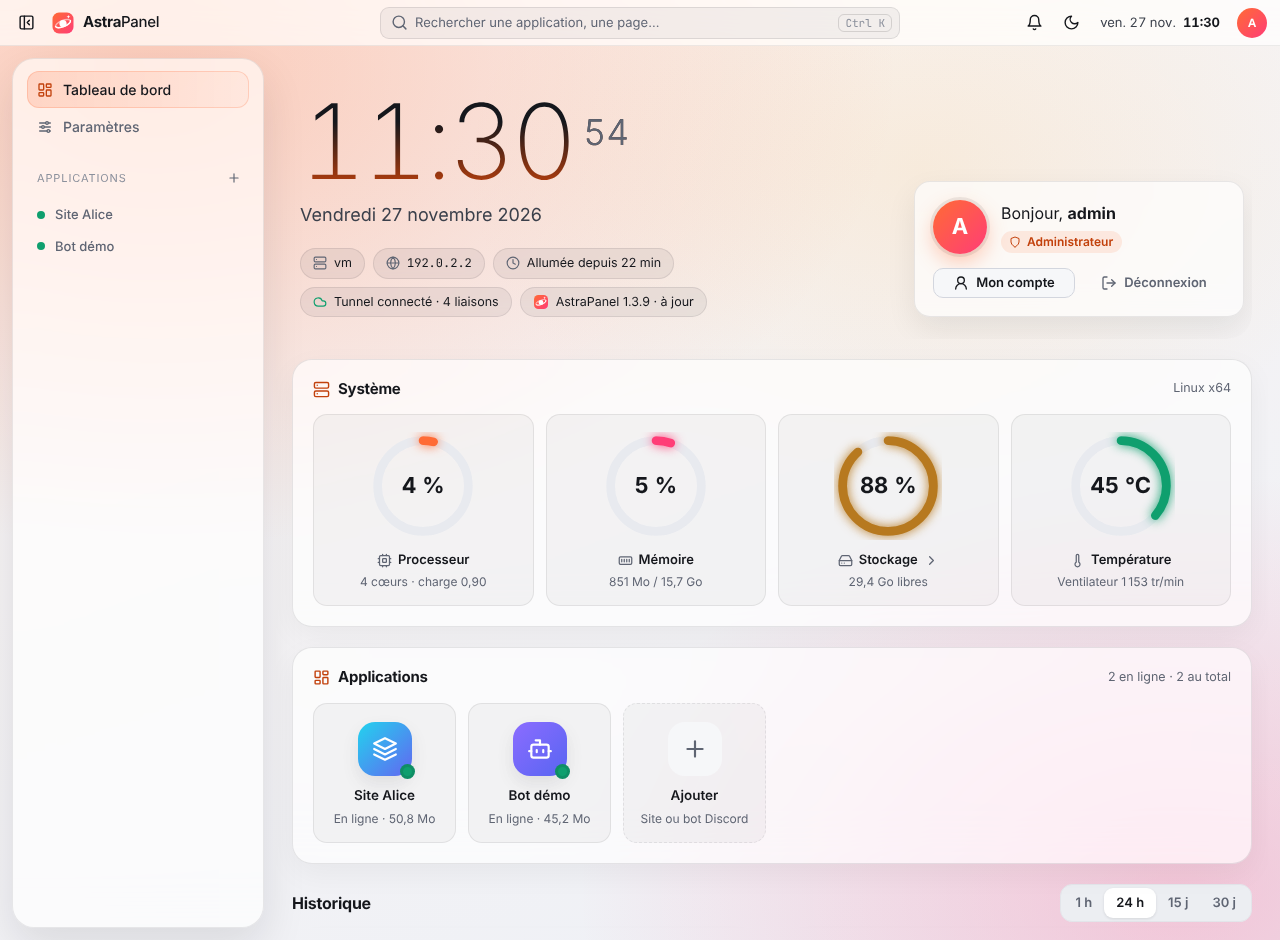 AstraPanel
Rechercher une application, une page...
Ctrl K
ven. 27 nov. 11:30
A
Tableau de bord
Paramètres
APPLICATIONS
Site Alice
Bot démo
11:30 54
Vendredi 27 novembre 2026
vm
192.0.2.2
Allumée depuis 22 min
Tunnel connecté · 4 liaisons
AstraPanel 1.3.9 · à jour
A
Bonjour, admin
Administrateur
Mon compte
Déconnexion
Système
Linux x64
4 %
Processeur
4 cœurs · charge 0,90
5 %
Mémoire
851 Mo / 15,7 Go
88 %
Stockage
29,4 Go libres
45 °C
Température
Ventilateur 1 153 tr/min
Applications
2 en ligne · 2 au total
Site Alice
En ligne · 50,8 Mo
Bot démo
En ligne · 45,2 Mo
Ajouter
Site ou bot Discord
Historique
1 h
24 h
15 j
30 j